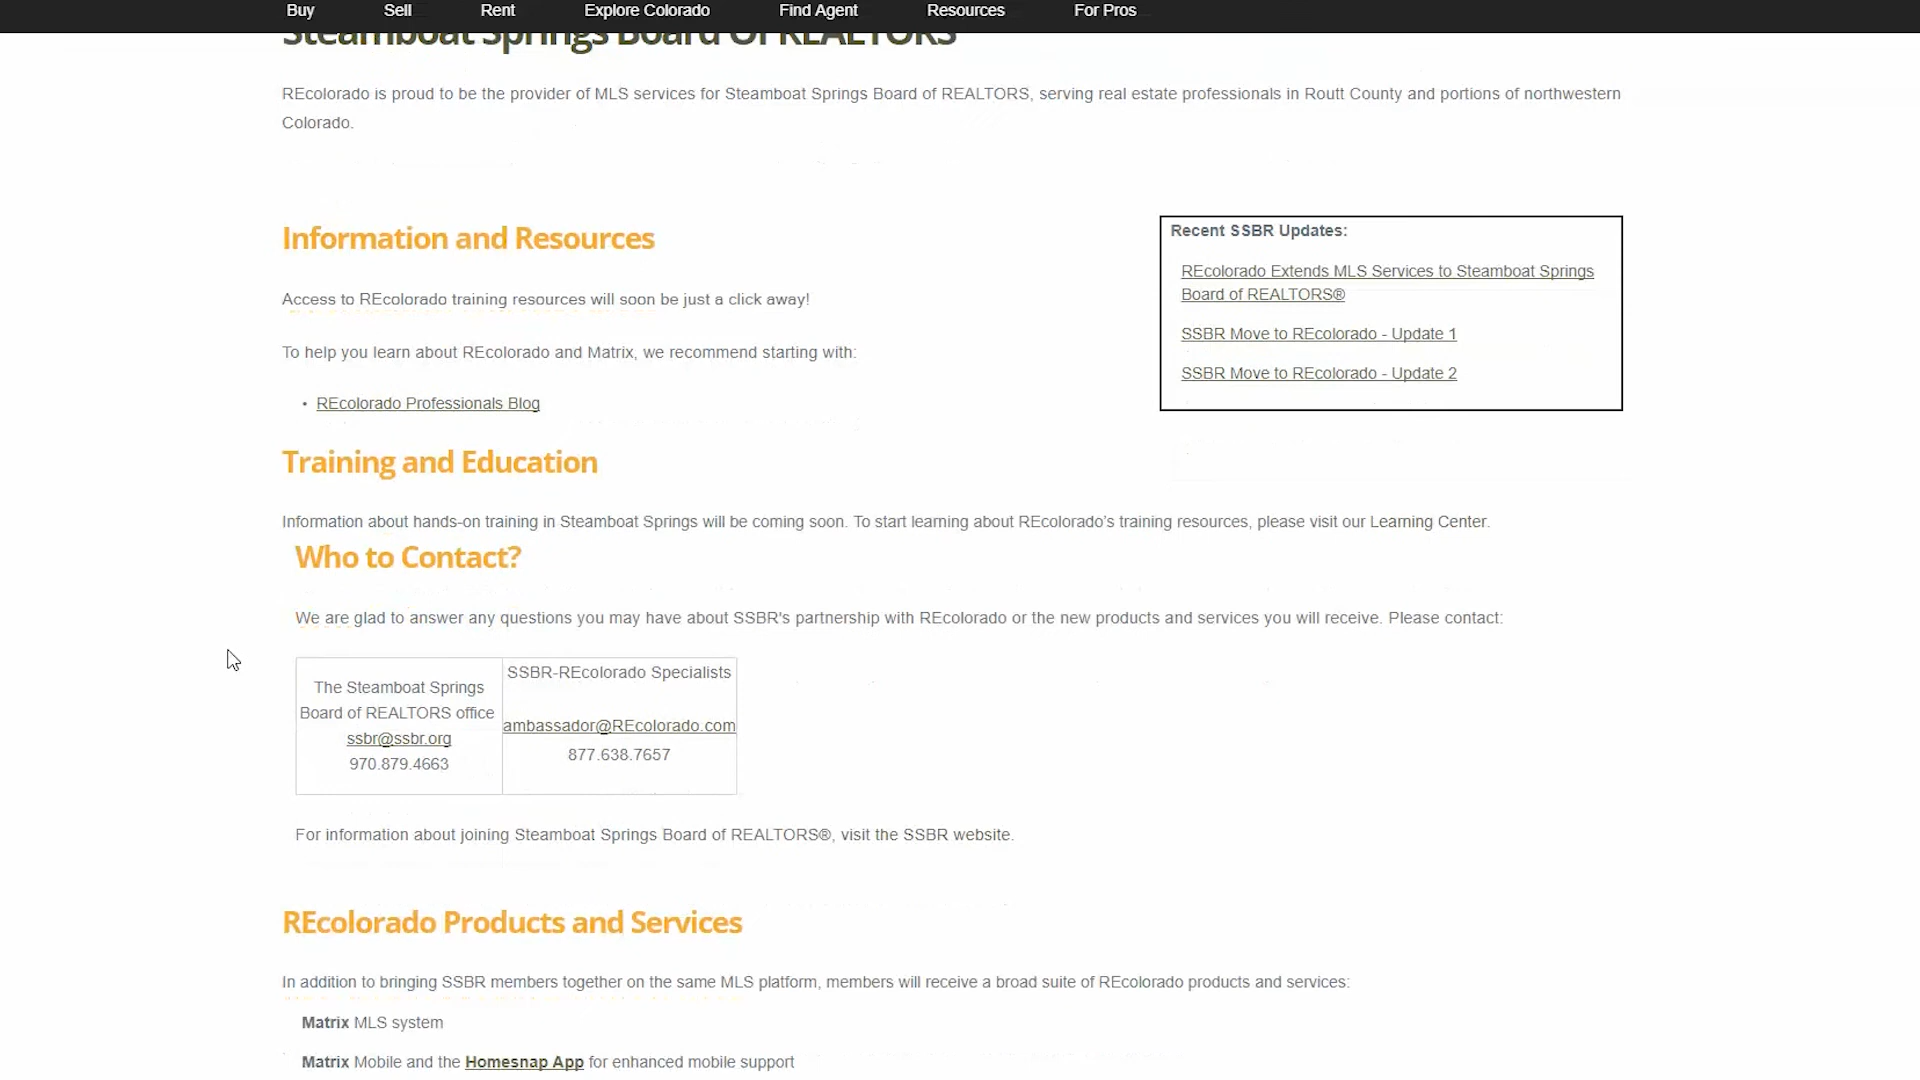 Buy Sell Rent Explore Colorado Find Agent Resources For Pros
Steamboat Springs Board Of REALTORS
REcolorado is proud to be the provider of MLS services for Steamboat Springs Board of REALTORS, serving real estate professionals in Routt County and portions of northwestern
Colorado.
Information and Resources
Access to REcolorado training resources will soon be just a click away!
To help you learn about REcolorado and Matrix, we recommend starting with:
• REcolorado Professionals Blog
Recent SSBR Updates:
REcolorado Extends MLS Services to Steamboat Springs
Board of REALTORS®
SSBR Move to REcolorado - Update 1
SSBR Move to REcolorado - Update 2
Training and Education
Information about hands-on training in Steamboat Springs will be coming soon. To start learning about REcolorado’s training resources, please visit our Learning Center.
Who to Contact?
We are glad to answer any questions you may have about SSBR's partnership with REcolorado or the new products and services you will receive. Please contact:
The Steamboat Springs
Board of REALTORS office
ssbr@ssbr.org
970.879.4663
SSBR-REcolorado Specialists
ambassador@REcolorado.com
877.638.7657
For information about joining Steamboat Springs Board of REALTORS®, visit the SSBR website.
REcolorado Products and Services
In addition to bringing SSBR members together on the same MLS platform, members will receive a broad suite of REcolorado products and services:
Matrix MLS system
Matrix Mobile and the Homesnap App for enhanced mobile support